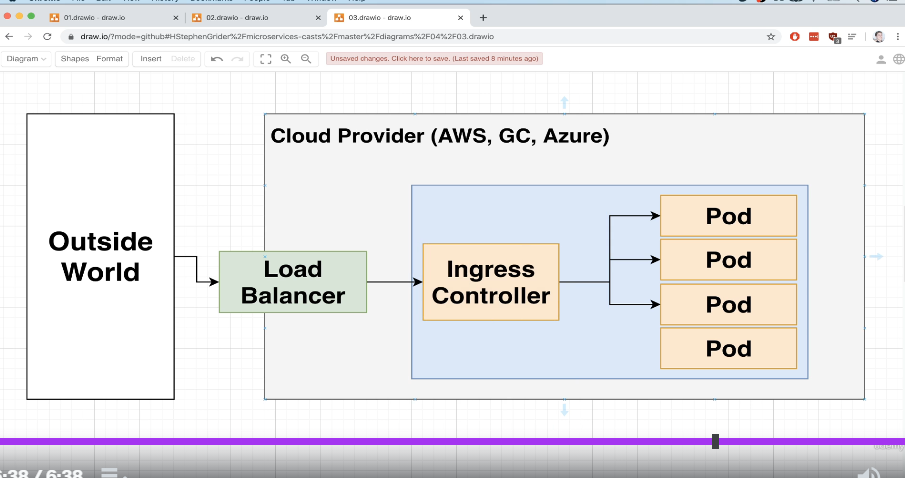 01.drawio - draw.io
02.drawio - draw.io
03.drawio - draw.io
draw.io/?mode=github#HStephenGrider%2Fmicroservices-casts%2Fmaster%2Fdiagrams%2F04%2F03.drawio
Diagram
Shapes
Format
Insert
Delete
Unsaved changes. Click here to save. (Last saved 8 minutes ago)
Cloud Provider (AWS, GC, Azure)
Outside
World
Load
Balancer
Ingress
Controller
Pod
Pod
Pod
Pod
6:38 / 6:38